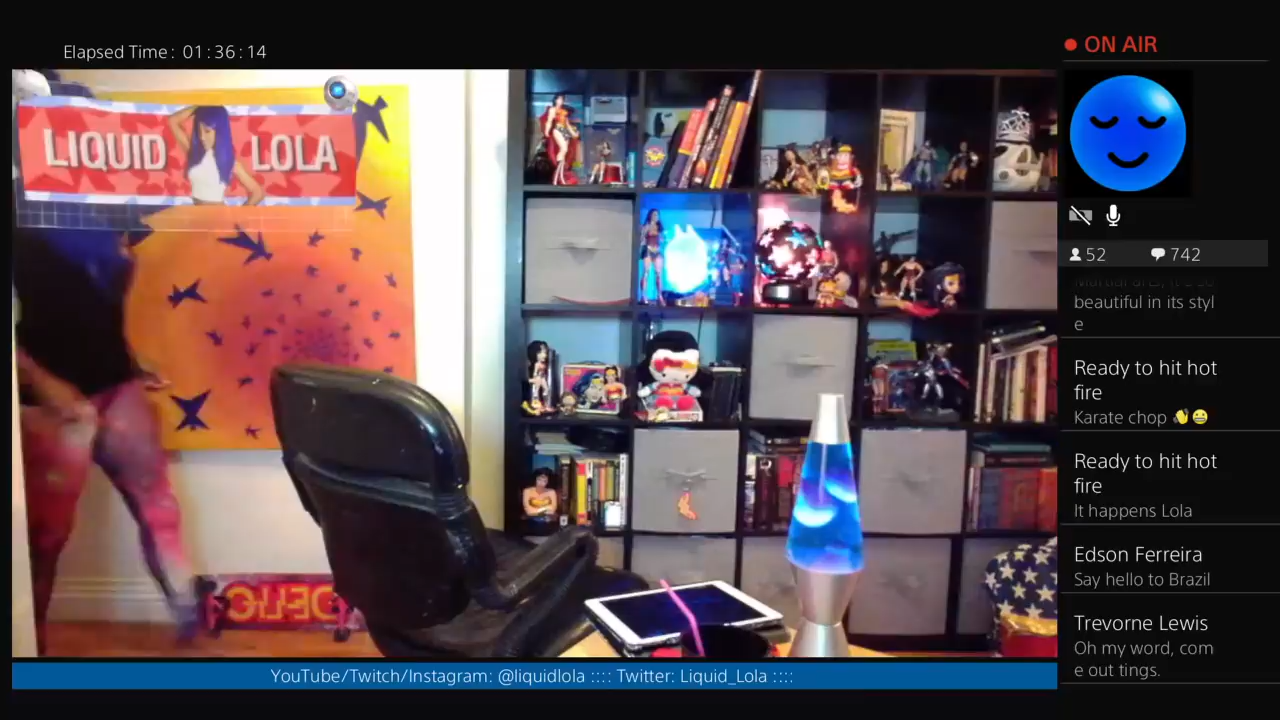 Elapsed Time: 01:36:14
ON AIR
LIQUID LOLA
52 742
beautiful in its styl
e
Ready to hit hot
fire
Karate chop 👋😄
Ready to hit hot
fire
It happens Lola
Edson Ferreira
Say hello to Brazil
Trevorne Lewis
Oh my word, com
e out tings.
YouTube/Twitch/Instagram: @liquidlola :::: Twitter: Liquid_Lola ::::